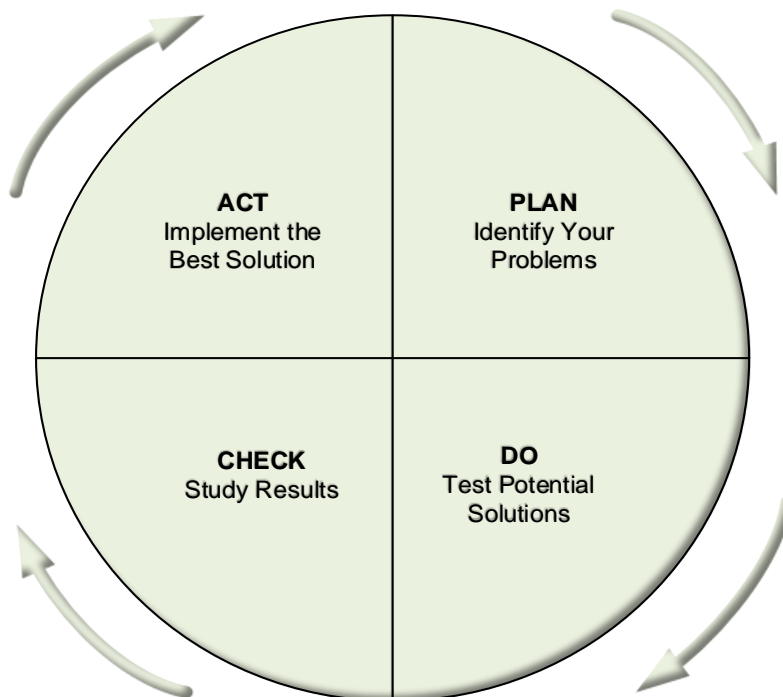 ACT
Implement the
Best Solution
PLAN
Identify Your
Problems
CHECK
Study Results
DO
Test Potential
Solutions